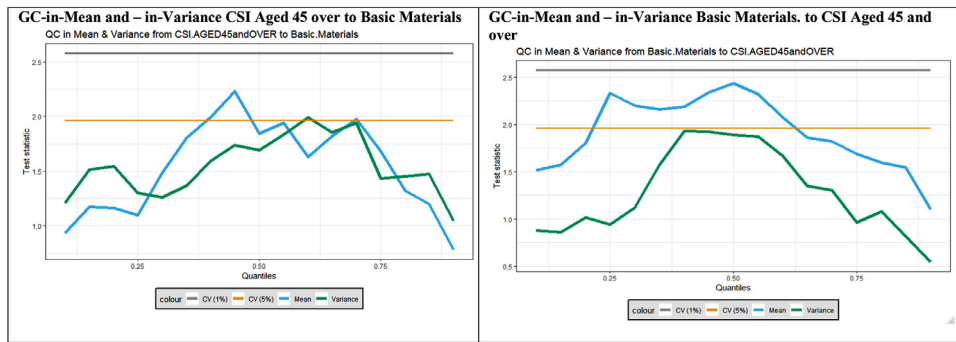 GC-in-Mean and – in-Variance CSI Aged 45 over to Basic Materials
QC in Mean & Variance from CSI.AGED45andOVER to Basic.Materials
Test statistic
2.5
2.0
1.5
1.0
0.25
0.50
0.75
Quantiles
colour CV (1%) CV (5%) Mean Variance
GC-in-Mean and – in-Variance Basic Materials. to CSI Aged 45 and
over
QC in Mean & Variance from Basic.Materials to CSI.AGED45andOVER
Test statistic
2.5
2.0
1.5
1.0
0.5
0.25
0.50
0.75
Quantiles
colour CV (1%) CV (5%) Mean Variance